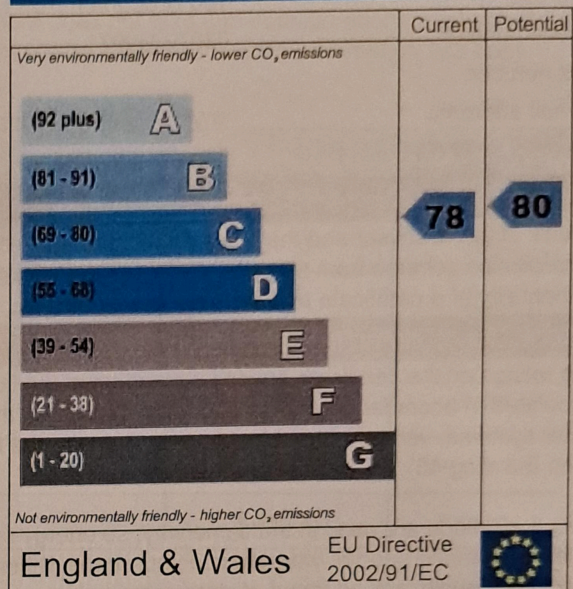 Current Potential
Very environmentally friendly - lower CO₂ emissions
(92 plus) A
(81 - 91) B
(69 - 80) C
78 80
(55 - 68) D
(39 - 54) E
(21 - 38) F
(1 - 20) G
Not environmentally friendly - higher CO₂ emissions
England & Wales
EU Directive
2002/91/EC